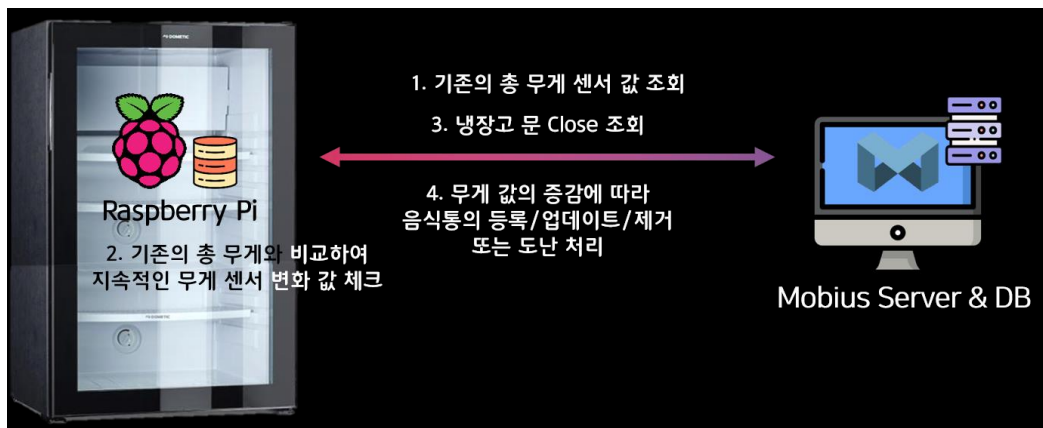 DOMETIC
1. 기존의 총 무게 센서 값 조회
3. 냉장고 문 Close 조회
4. 무게 값의 증감에 따라
음식통의 등록/업데이트/제거
또는 도난 처리
Raspberry Pi
2. 기존의 총 무게와 비교하여
지속적인 무게 센서 변화 값 체크
DOMETIC
Mobius Server & DB